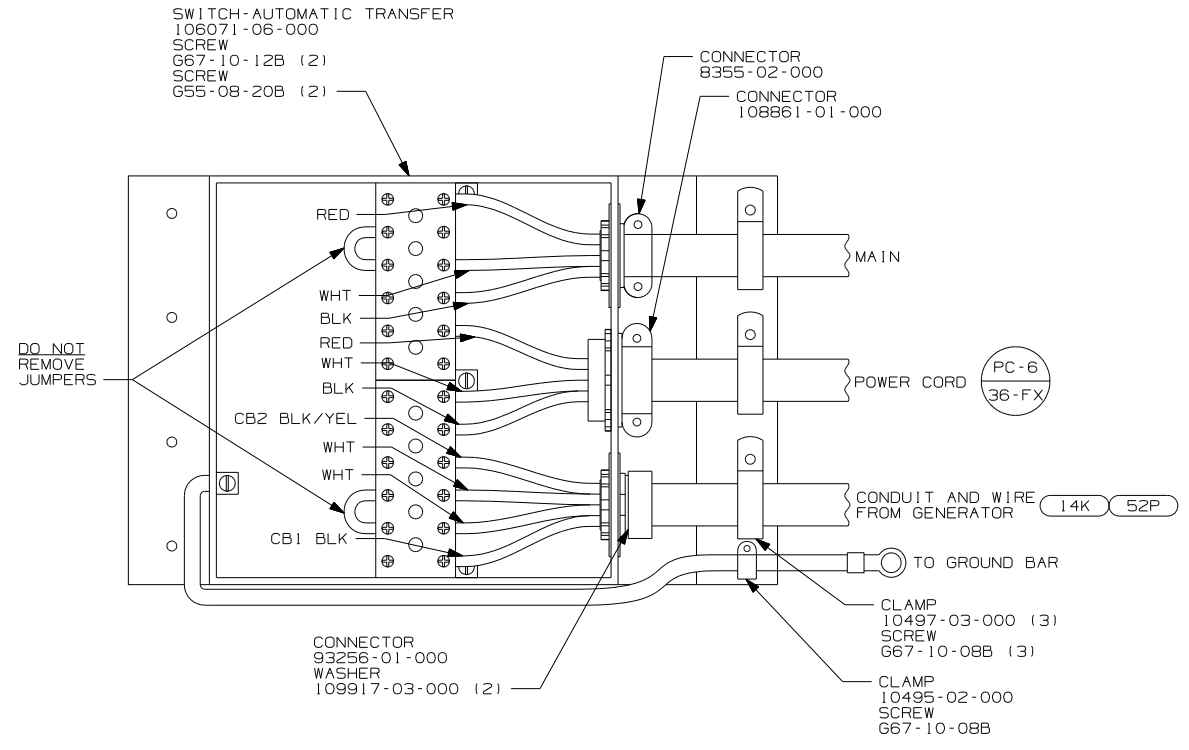 SWITCH-AUTOMATIC TRANSFER
106071-06-000
SCREW
G67-10-12B (2)
SCREW
G55-08-20B (2)
CONNECTOR
8355-02-000
CONNECTOR
108861-01-000
RED
WHT
BLK
RED
WHT
BLK
CB2 BLK/YEL
WHT
WHT
CB1 BLK
DO NOT
REMOVE
JUMPERS
MAIN
POWER CORD
PC-6
36-FX
CONDUIT AND WIRE
FROM GENERATOR
14K
52P
TO GROUND BAR
CLAMP
10497-03-000 (3)
SCREW
G67-10-08B (3)
CONNECTOR
93256-01-000
WASHER
109917-03-000 (2)
CLAMP
10495-02-000
SCREW
G67-10-08B